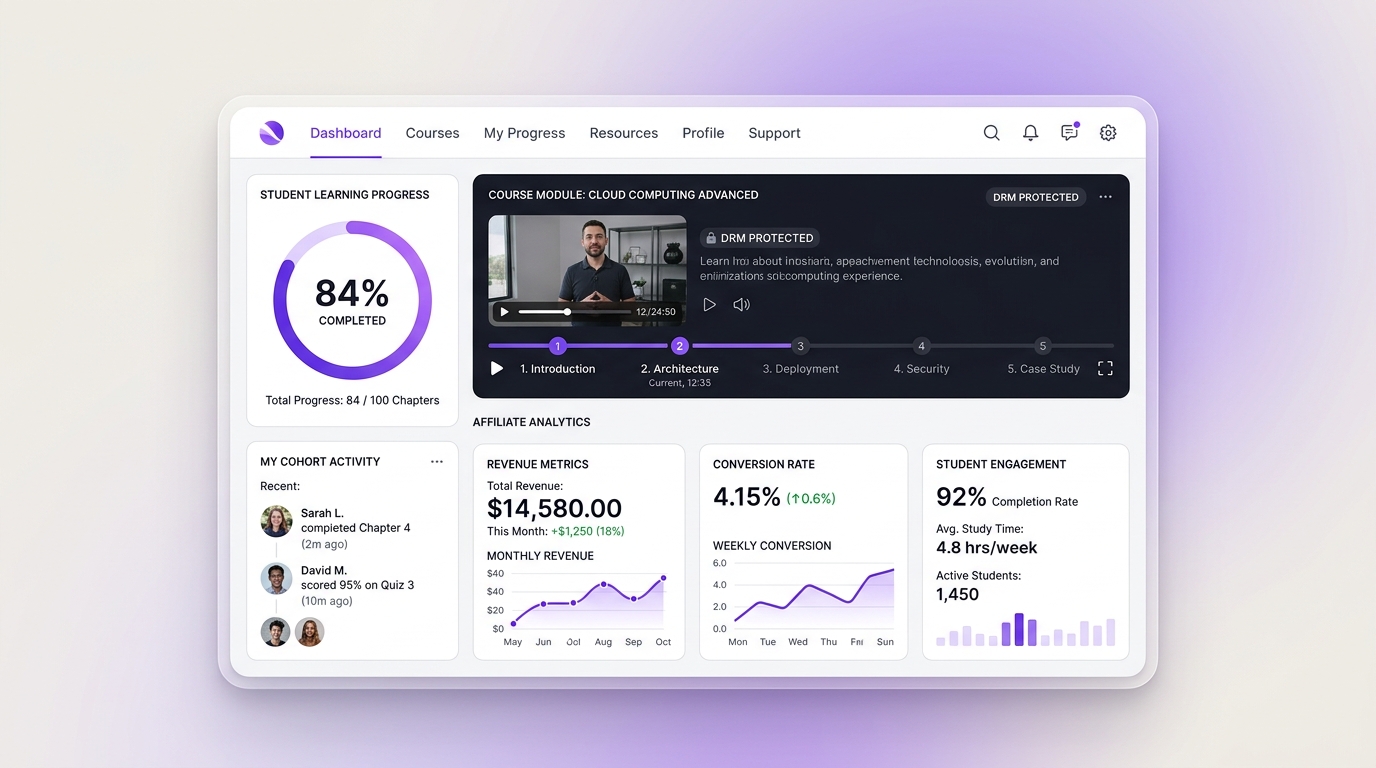 Dashboard
Courses
My Progress
Resources
Profile
Support
STUDENT LEARNING PROGRESS
84%
COMPLETED
Total Progress: 84 / 100 Chapters
COURSE MODULE: CLOUD COMPUTING ADVANCED
DRM PROTECTED
12/24:50
DRM PROTECTED
Learn about technoloosis, and
experience.
1
2
3
4
5
1. Introduction
2. Architecture
Current, 12:35
3. Deployment
4. Security
5. Case Study
MY COHORT ACTIVITY
Recent:
Sarah L.
completed Chapter 4
(2m ago)
David M.
scored 95% on Quiz 3
(10m ago)
AFFILIATE ANALYTICS
REVENUE METRICS
Total Revenue:
$14,580.00
This Month: +$1,250 (18%)
MONTHLY REVENUE
$40
$40
$20
$0
May Jun Aug Sep Oct
CONVERSION RATE
4.15% (↑0.6%)
WEEKLY CONVERSION
6.0
4.0
2.0
0.0
Mon Tue Wed Thu Sun
STUDENT ENGAGEMENT
92% Completion Rate
Avg. Study Time:
4.8 hrs/week
Active Students:
1,450